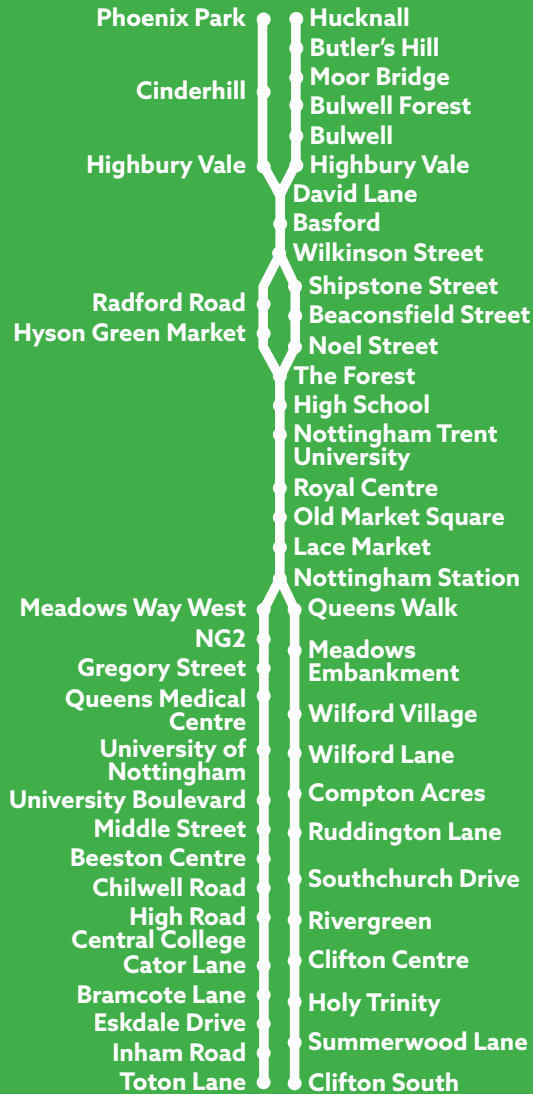 Phoenix Park
Hucknall
Butler's Hill
Moor Bridge
Cinderhill
Bulwell Forest
Bulwell
Highbury Vale
Highbury Vale
David Lane
Basford
Wilkinson Street
Shipstone Street
Radford Road
Beaconsfield Street
Hyson Green Market
Noel Street
The Forest
High School
Nottingham Trent
University
Royal Centre
Old Market Square
Lace Market
Nottingham Station
Meadows Way West
NG2
Gregory Street
Queens Medical
Centre
University of
Nottingham
University Boulevard
Middle Street
Beeston Centre
Chilwell Road
High Road
Central College
Cator Lane
Bramcote Lane
Eskdale Drive
Inham Road
Toton Lane
Queens Walk
Meadows
Embankment
Wilford Village
Wilford Lane
Compton Acres
Ruddington Lane
Southchurch Drive
Rivergreen
Clifton Centre
Holy Trinity
Summerwood Lane
Clifton South